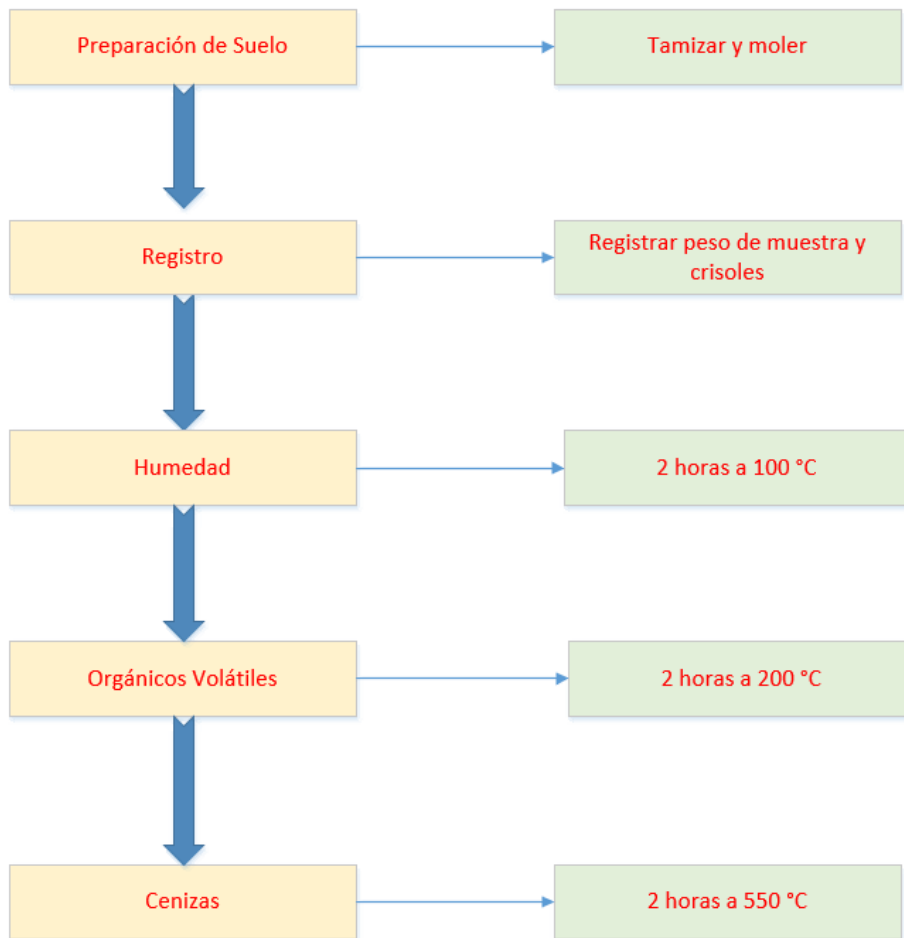 Preparación de Suelo
Tamizar y moler
Registro
Registrar peso de muestra y
crisoles
Humedad
2 horas a 100 °C
Orgánicos Volátiles
2 horas a 200 °C
Cenizas
2 horas a 550 °C